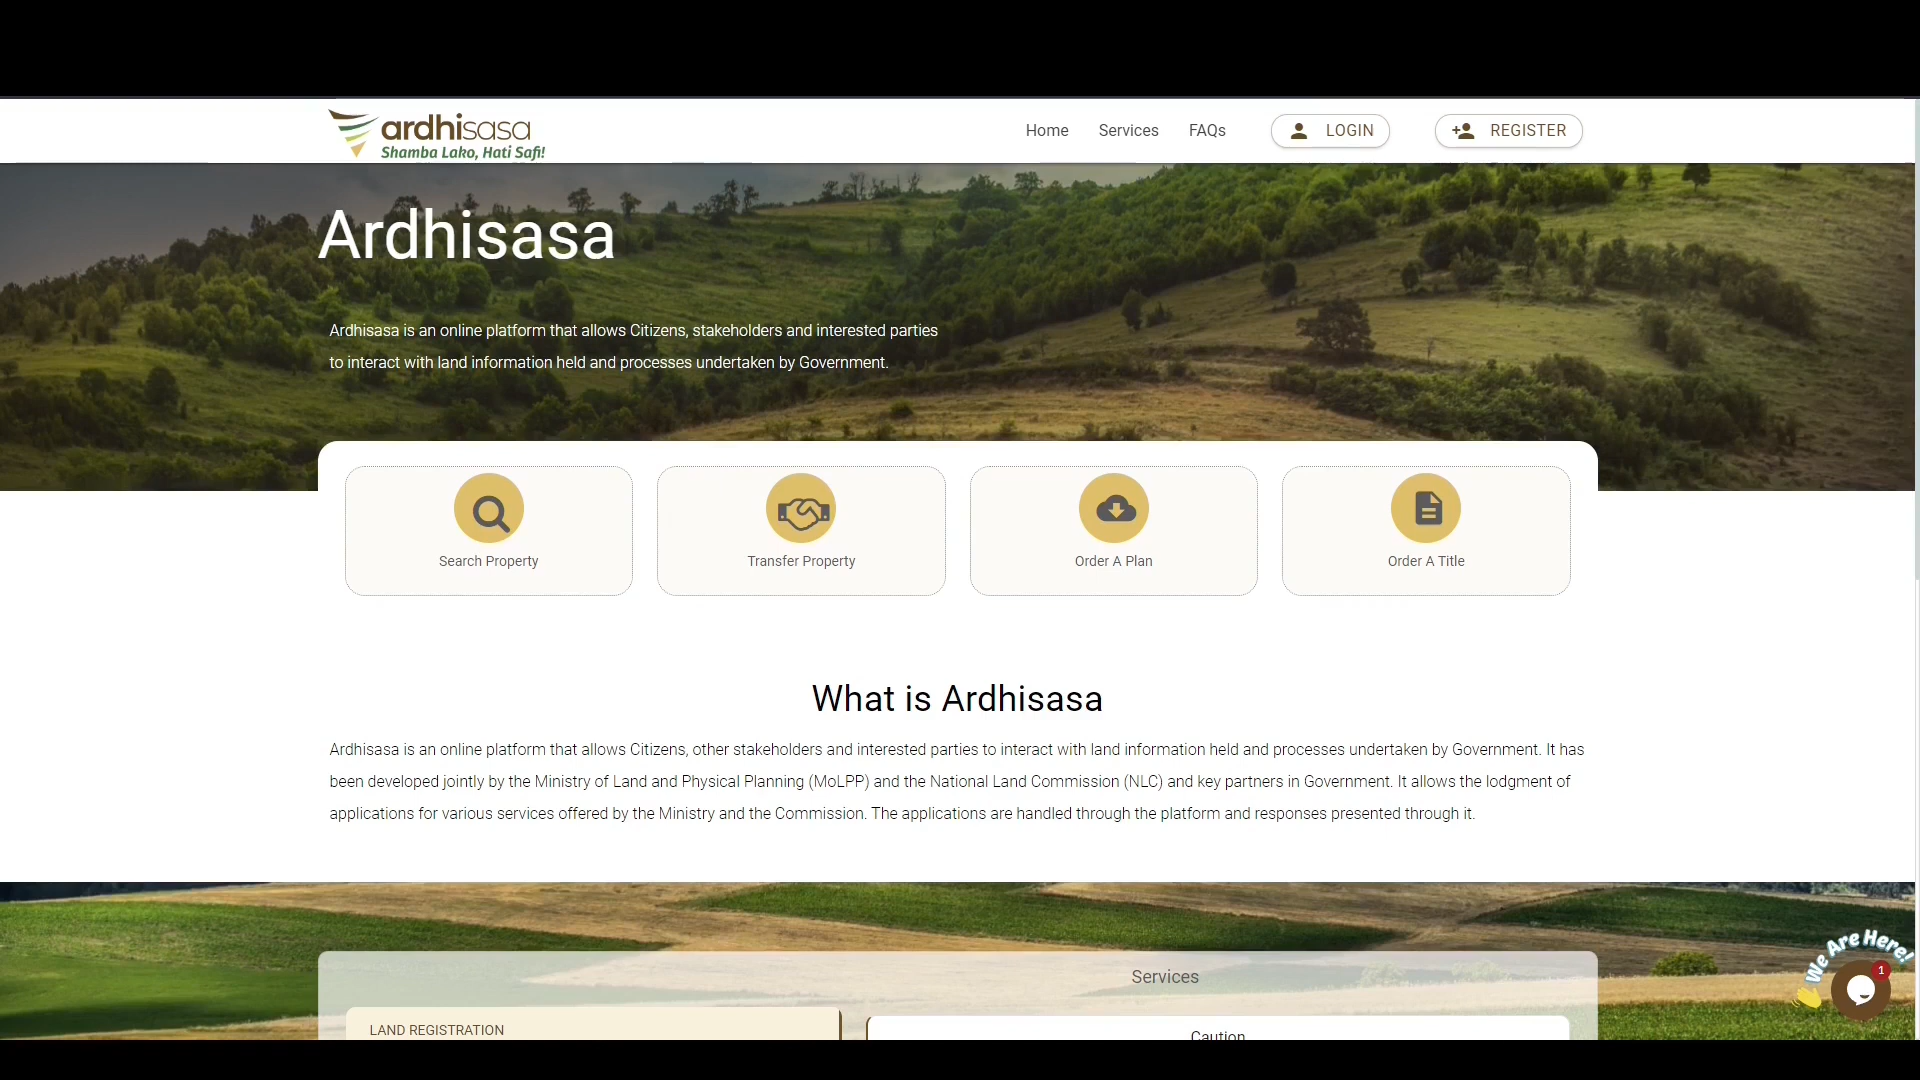 ardhisasa
Shamba Lako, Hati Safi!
Home Services FAQs LOGIN REGISTER
Ardhisasa
Ardhisasa is an online platform that allows Citizens, stakeholders and interested parties
to interact with land information held and processes undertaken by Government.
Search Property Transfer Property Order A Plan Order A Title
What is Ardhisasa
Ardhisasa is an online platform that allows Citizens, other stakeholders and interested parties to interact with land information held and processes undertaken by Government. It has
been developed jointly by the Ministry of Land and Physical Planning (MoLPP) and the National Land Commission (NLC) and key partners in Government. It allows the lodgment of
applications for various services offered by the Ministry and the Commission. The applications are handled through the platform and responses presented through it.
Services
LAND REGISTRATION
Caution
We Are Here!
1